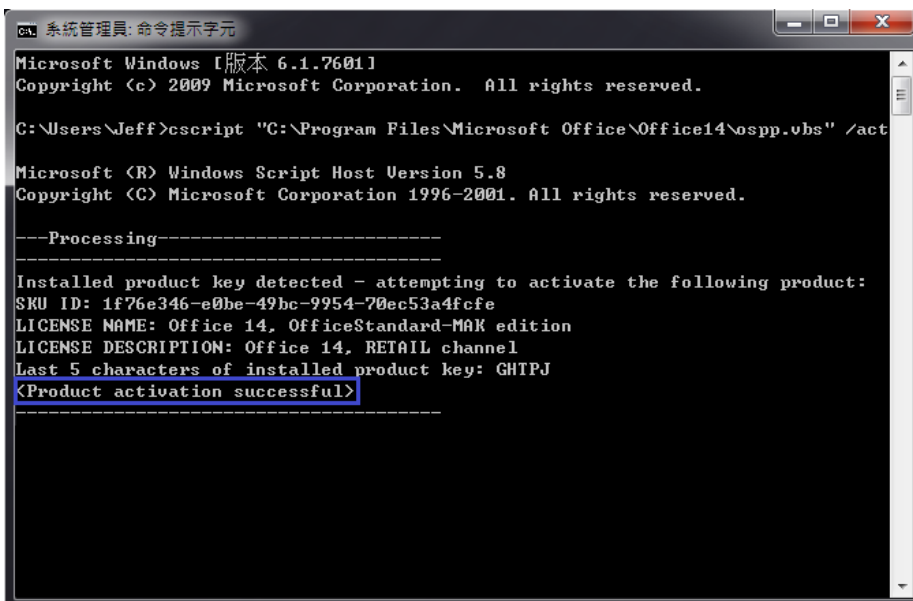 系統管理員: 命令提示字元
Microsoft Windows [版本 6.1.7601]
Copyright (c) 2009 Microsoft Corporation.  All rights reserved.
C:\Users\Jeff>cscript "C:\Program Files\Microsoft Office\Office14\ospp.vbs" /act
Microsoft (R) Windows Script Host Version 5.8
Copyright (C) Microsoft Corporation 1996-2001. All rights reserved.
---Processing--------------------------
---------------------------------------
Installed product key detected - attempting to activate the following product:
SKU ID: 1f76e346-e0be-49bc-9954-70ec53a4fcfe
LICENSE NAME: Office 14, OfficeStandard-MAK edition
LICENSE DESCRIPTION: Office 14, RETAIL channel
Last 5 characters of installed product key: GHTPJ
<Product activation successful>
---------------------------------------